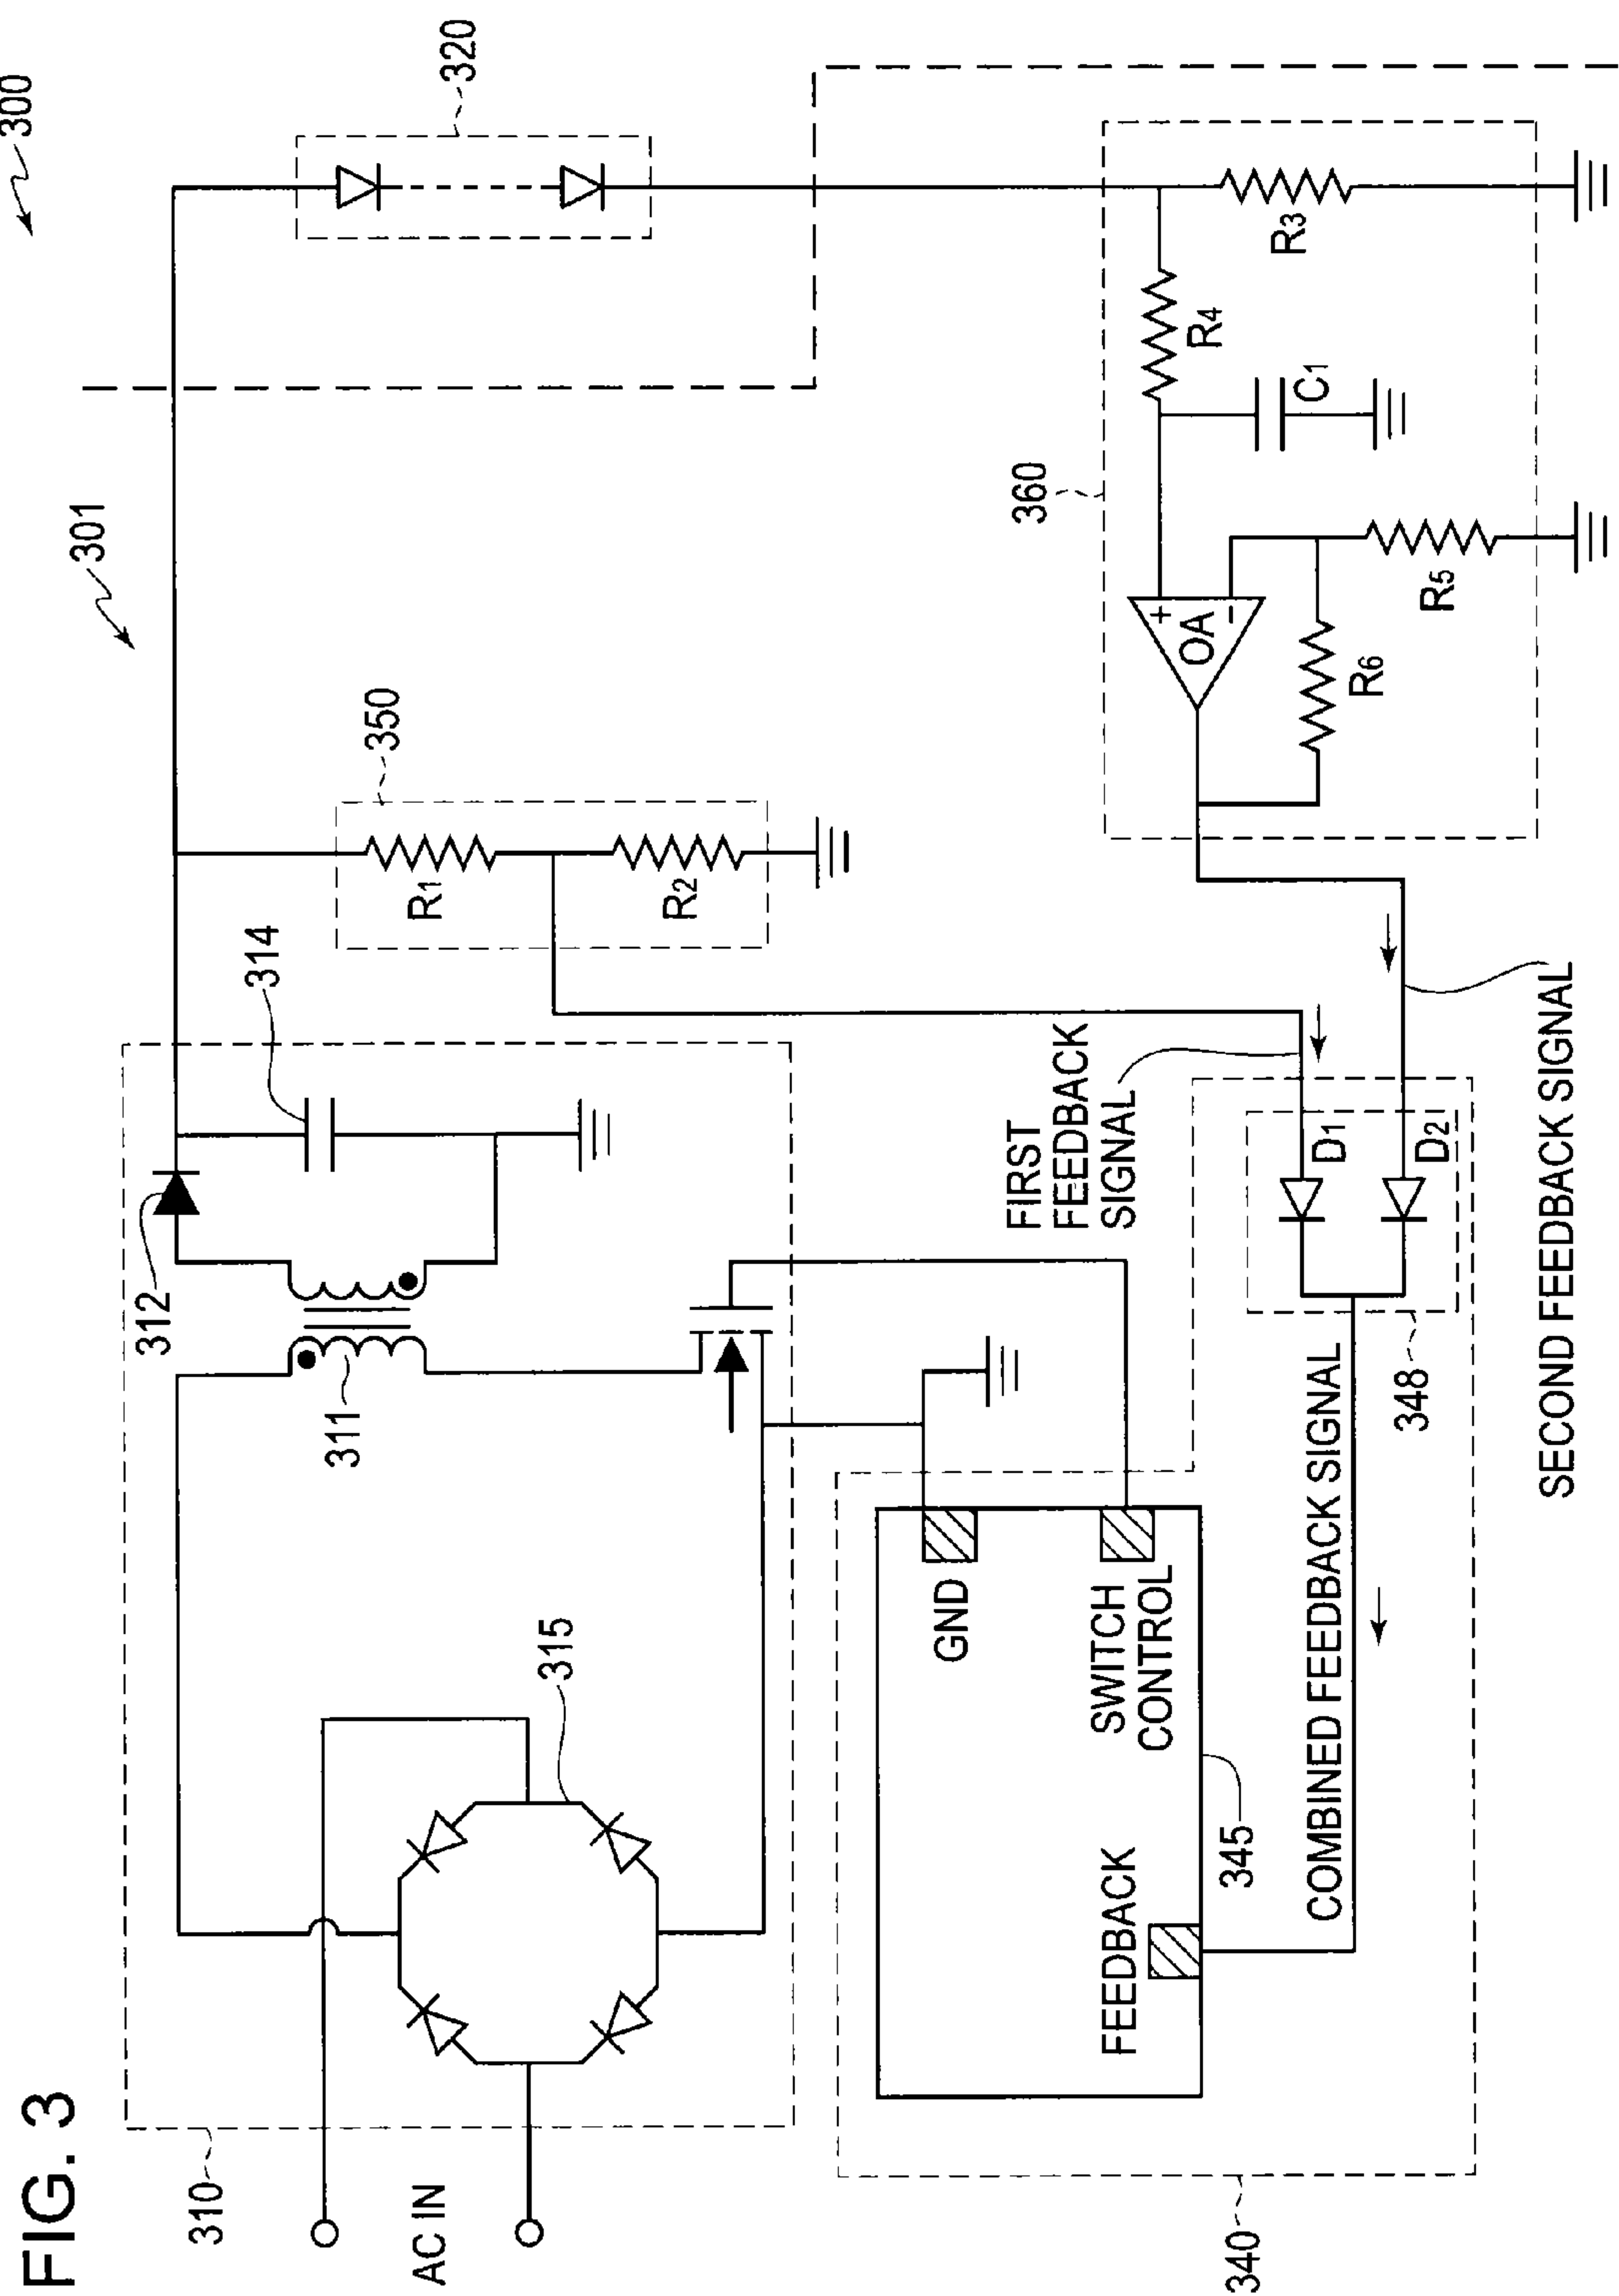 FIG. 3
300
301
310
AC IN
315
311
312
314
350
R1
R2
320
340
345
FEEDBACK
GND
SWITCH
CONTROL
COMBINED FEEDBACK SIGNAL
348
D1
D2
FIRST
FEEDBACK
SIGNAL
SECOND FEEDBACK SIGNAL
360
+
−
OA
R6
R5
C1
R4
R3